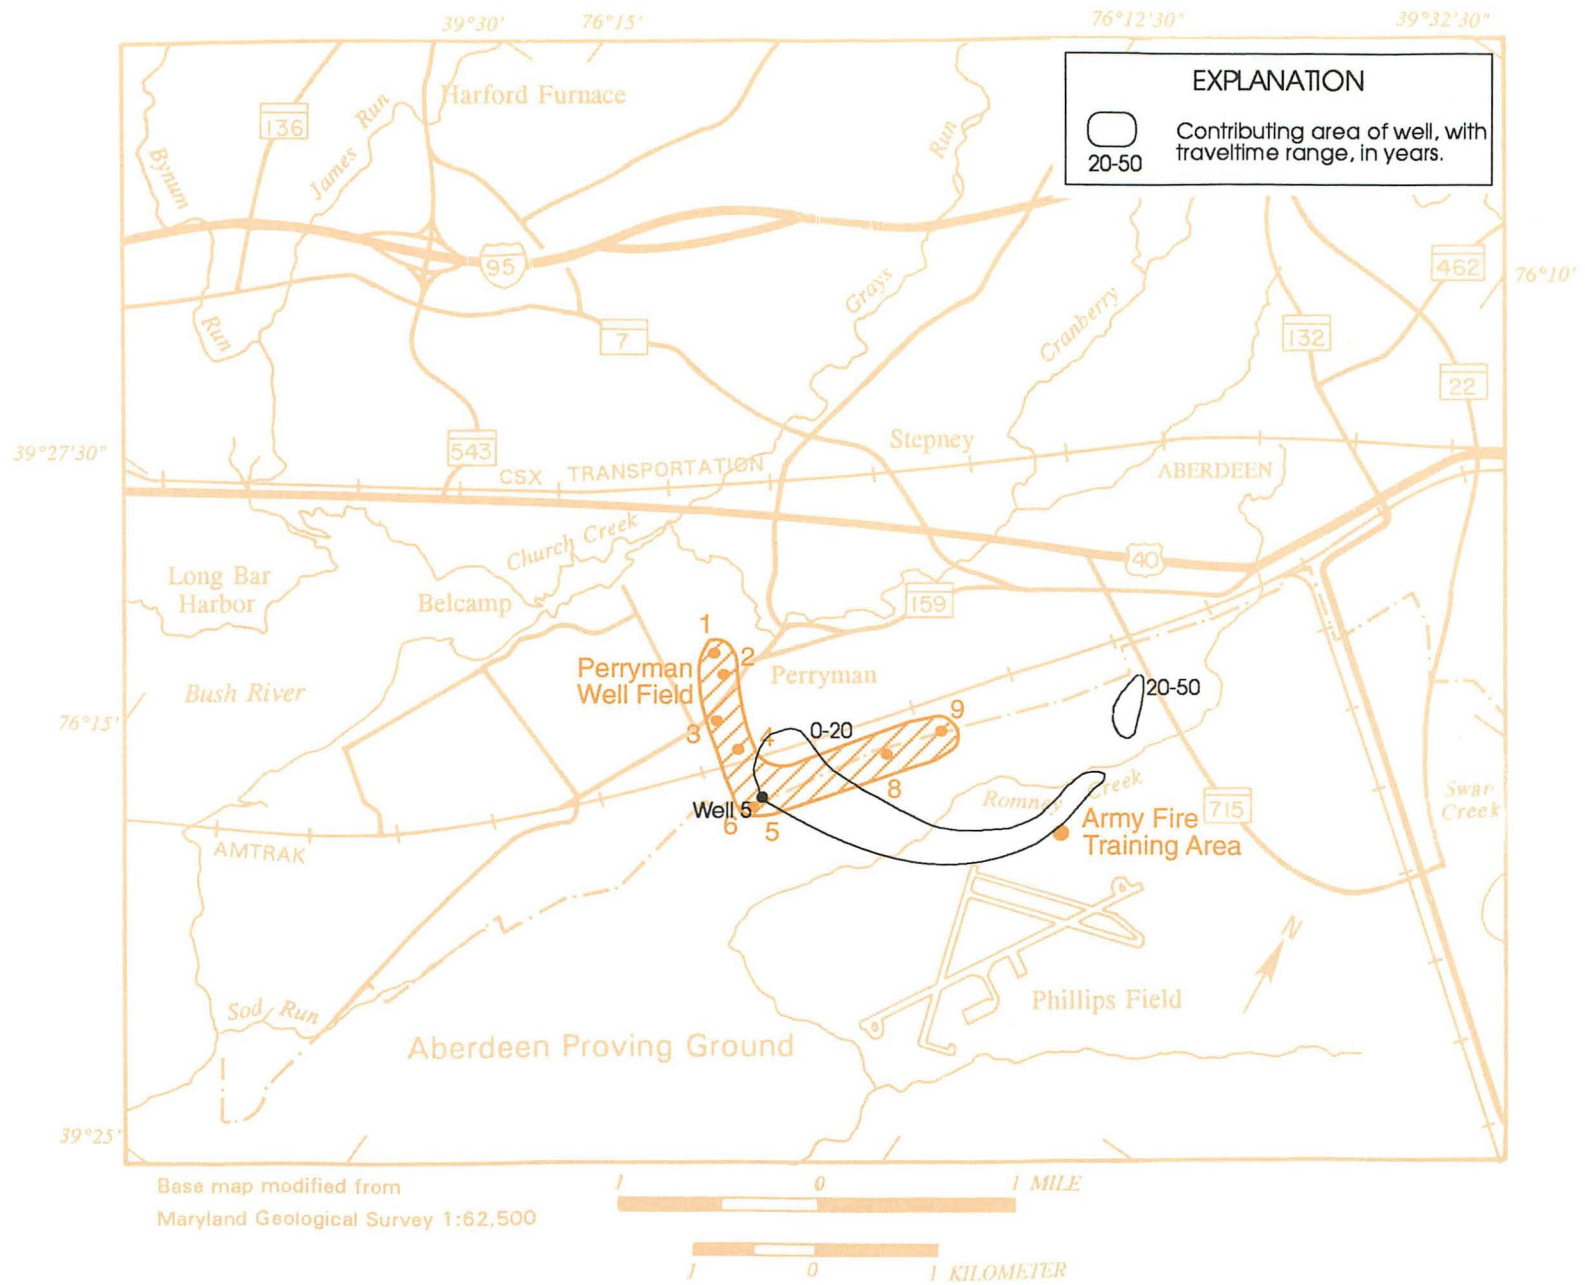 39°30'
76°15'
76°12'30"
39°32'30"
EXPLANATION
20-50
Contributing area of well, with
traveltime range, in years.
Harford Furnace
136
James Run
Bynum
Run
Run
95
Grays
Cranberry
462
76°10'
132
22
7
39°27'30"
543
Stepney
CSX TRANSPORTATION
ABERDEEN
Church Creek
40
Long Bar
Harbor
Belcamp
159
1
2
Perryman
Well Field
Perryman
Bush River
20-50
76°15'
3
4
0-20
9
8
Well 5
6
5
Romney Creek
715
Swan
Creek
Army Fire
Training Area
AMTRAK
N
Sod Run
Phillips Field
Aberdeen Proving Ground
39°25'
Base map modified from
Maryland Geological Survey 1:62,500
1 0 1 MILE
1 0 1 KILOMETER